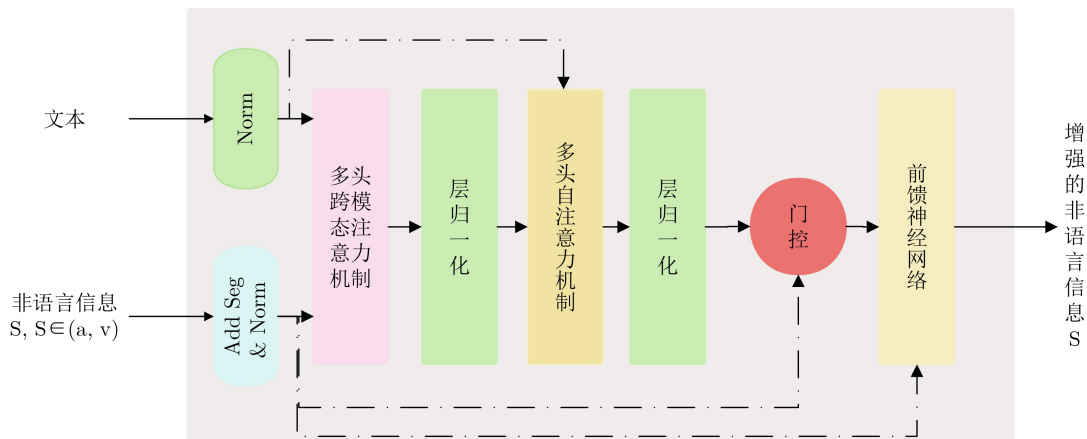 文本
Norm
非语言信息
S, S∈(a, v)
Add Seg
& Norm
多头
跨模
态注
意力
机制
层归一化
多头自注意力机制
层归一化
门控
前馈神经网络
增强的非语言信息S